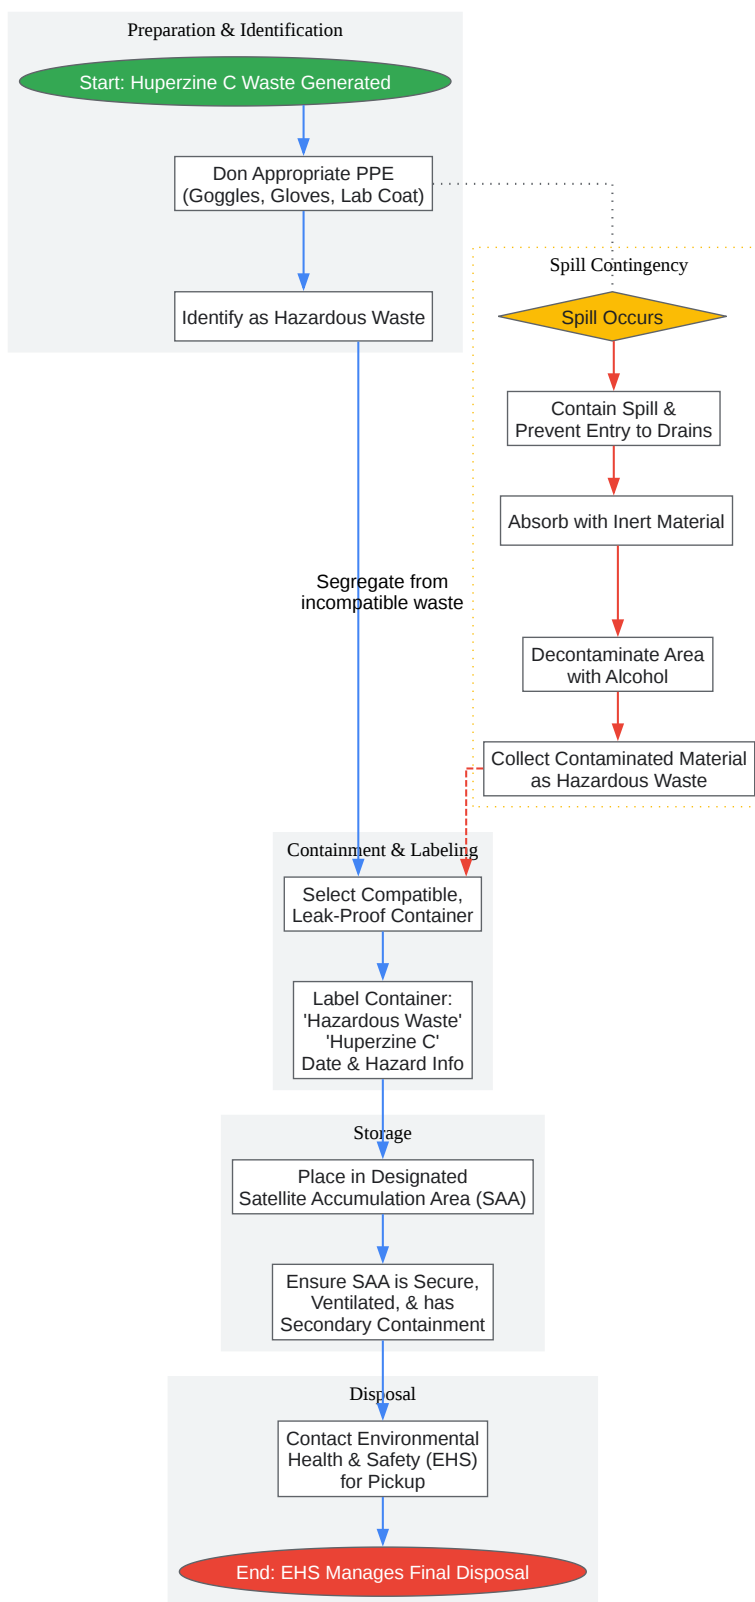 Preparation & Identification
Start: Huperzine C Waste Generated
Don Appropriate PPE
(Goggles, Gloves, Lab Coat)
Identify as Hazardous Waste
Spill Contingency
Spill Occurs
Contain Spill &
Prevent Entry to Drains
Absorb with Inert Material
Decontaminate Area
with Alcohol
Collect Contaminated Material
as Hazardous Waste
Segregate from
incompatible waste
Containment & Labeling
Select Compatible,
Leak-Proof Container
Label Container:
'Hazardous Waste'
'Huperzine C'
Date & Hazard Info
Storage
Place in Designated
Satellite Accumulation Area (SAA)
Ensure SAA is Secure,
Ventilated, & has
Secondary Containment
Disposal
Contact Environmental
Health & Safety (EHS)
for Pickup
End: EHS Manages Final Disposal